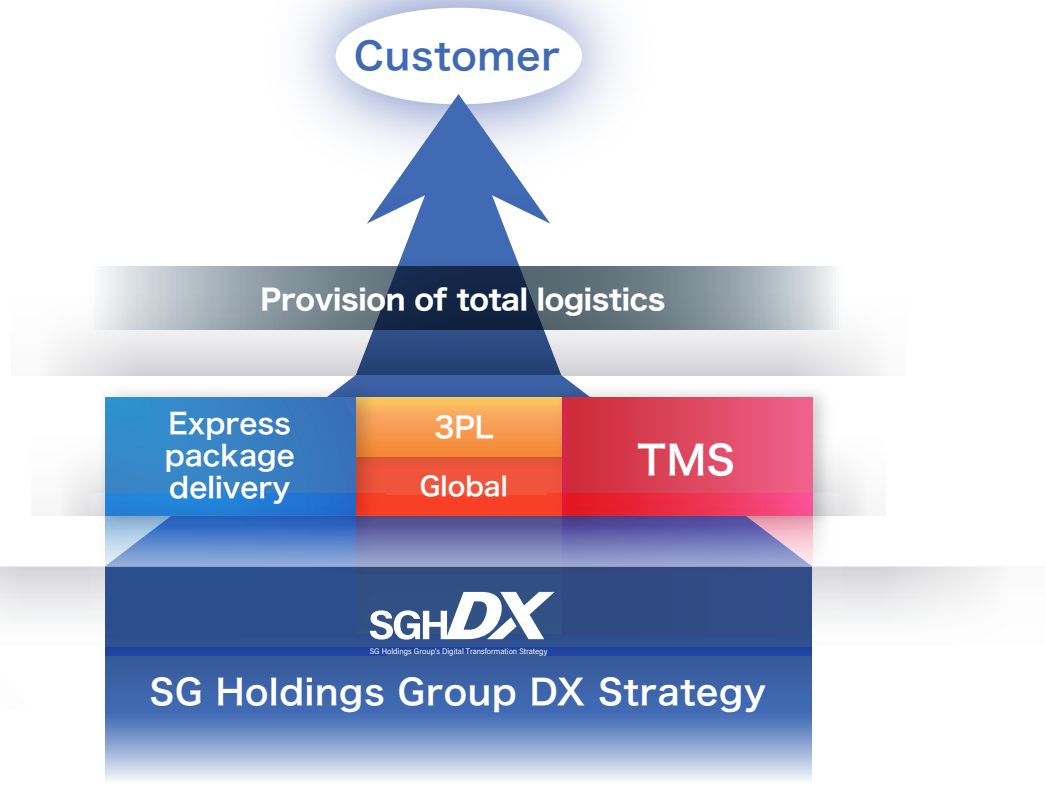 Customer
Provision of total logistics
Express
package
delivery
3PL
Global
TMS
SGHDX
SG Holdings Group's Digital Transformation Strategy
SG Holdings Group DX Strategy